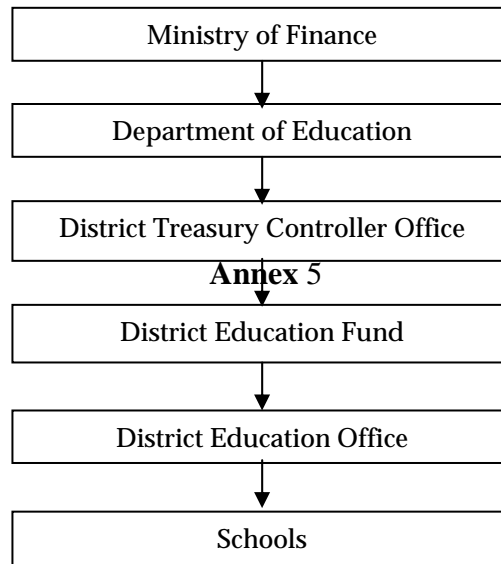 Ministry of Finance
Department of Education
District Treasury Controller Office
Annex 5
District Education Fund
District Education Office
Schools